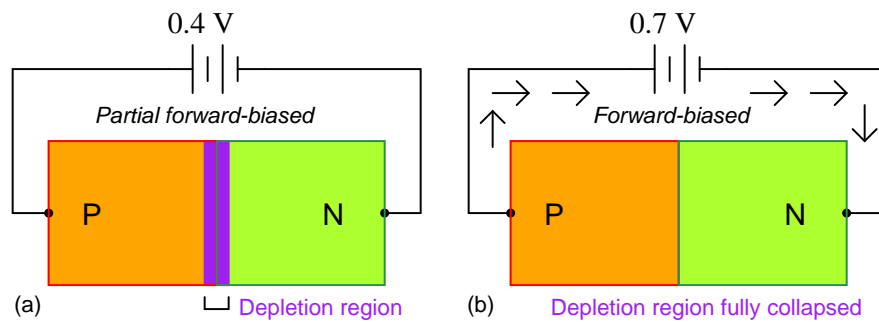 0.4 V
Partial forward-biased
P
N
(a)
Depletion region
0.7 V
Forward-biased
P
N
(b)
Depletion region fully collapsed